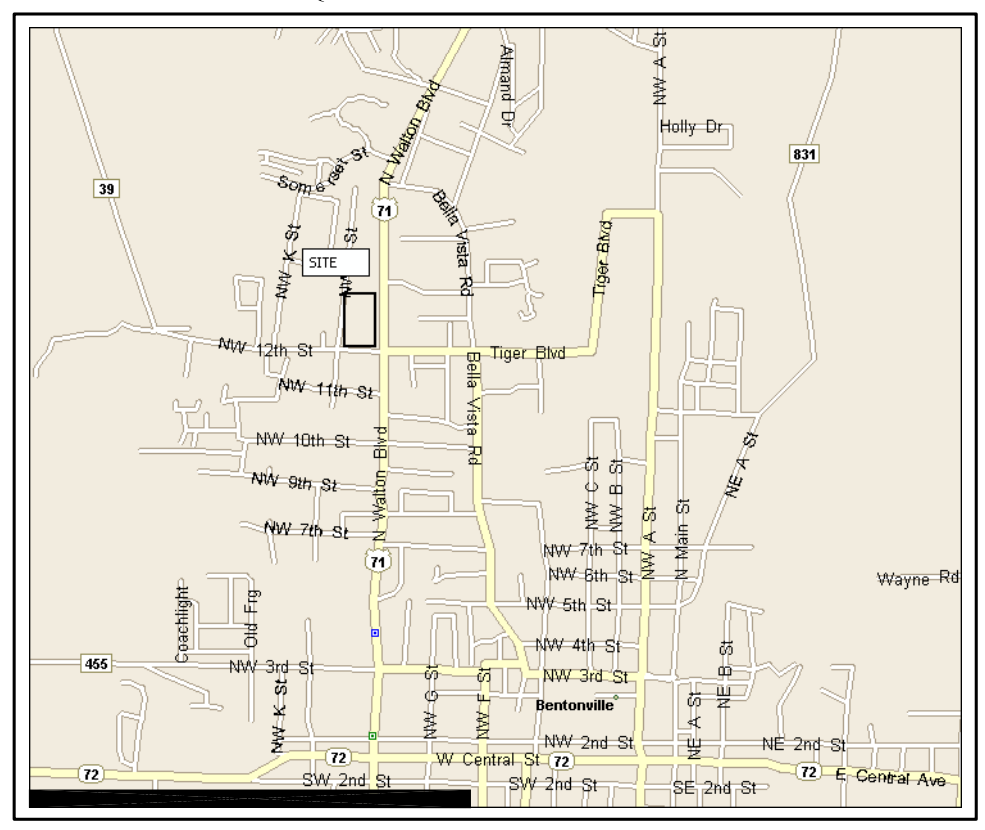 Almand Dr
NW A St
N Walton Blvd
Holly Dr
831
Somerset St
39
71
Bella Vista Rd
NW K St
St
SITE
NW
Tiger Blvd
NW 12th St
Tiger Blvd
Bella Vista Rd
NW 11th St
NW 10th St
N Walton Blvd
NE A St
NW 9th St
NW C St
NW B St
NW A St
N Main St
NW 7th St
NW 7th St
71
NW 6th St
Wayne Rd
Coachlight
Old Frg
NW 5th St
NW 4th St
455
NW 3rd St
NW 3rd St
NW G St
NW F St
NE B St
NW K St
NE A St
Bentonville
NW 2nd St
NE 2nd St
72
W Central St
72
72
72
E Central Ave
SW 2nd St
SW 2nd St
SE 2nd St